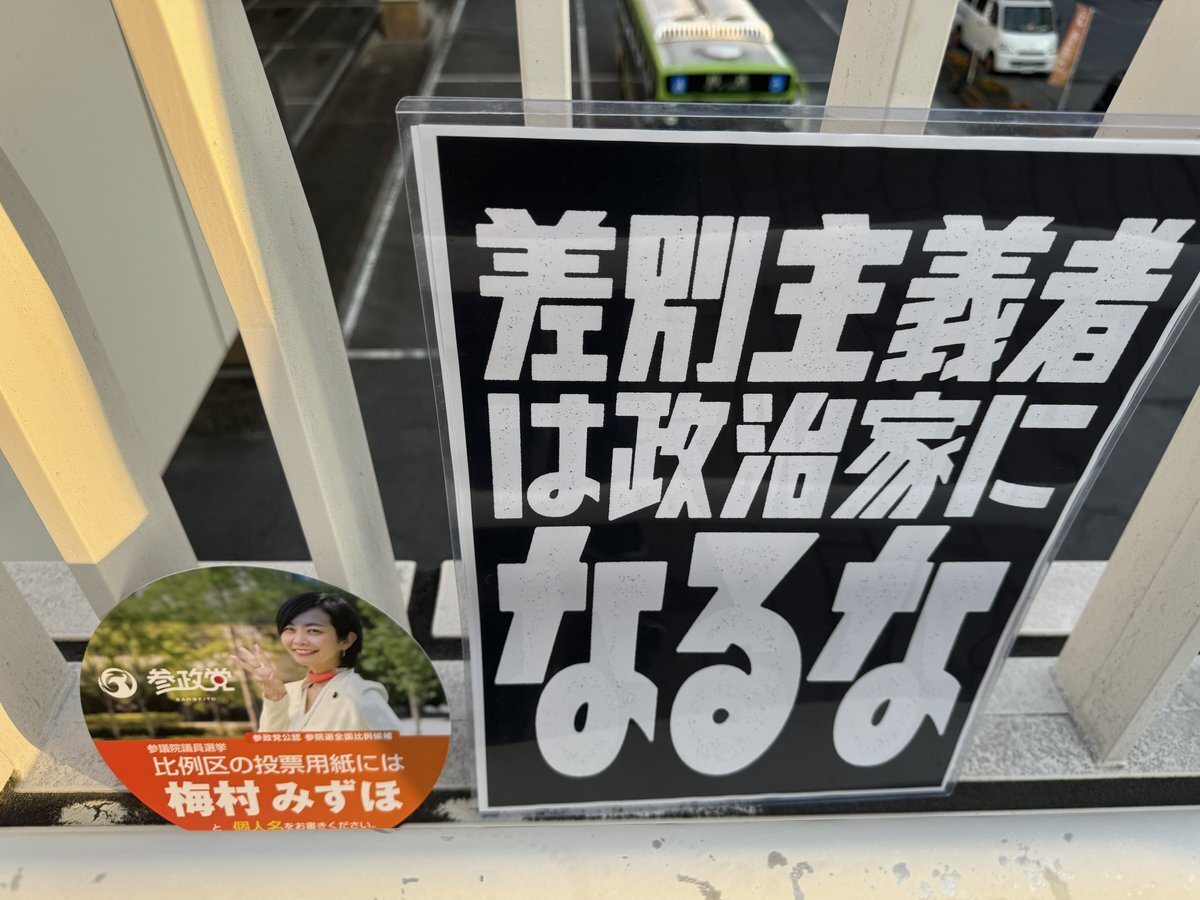 差別主義者
は政治家に
なるな
参政党
SANSEITO
参政党公認 参院選全国比例候補
参議院議員選挙
比例区の投票用紙には
梅村みずほ
と 個人名をお書きください。